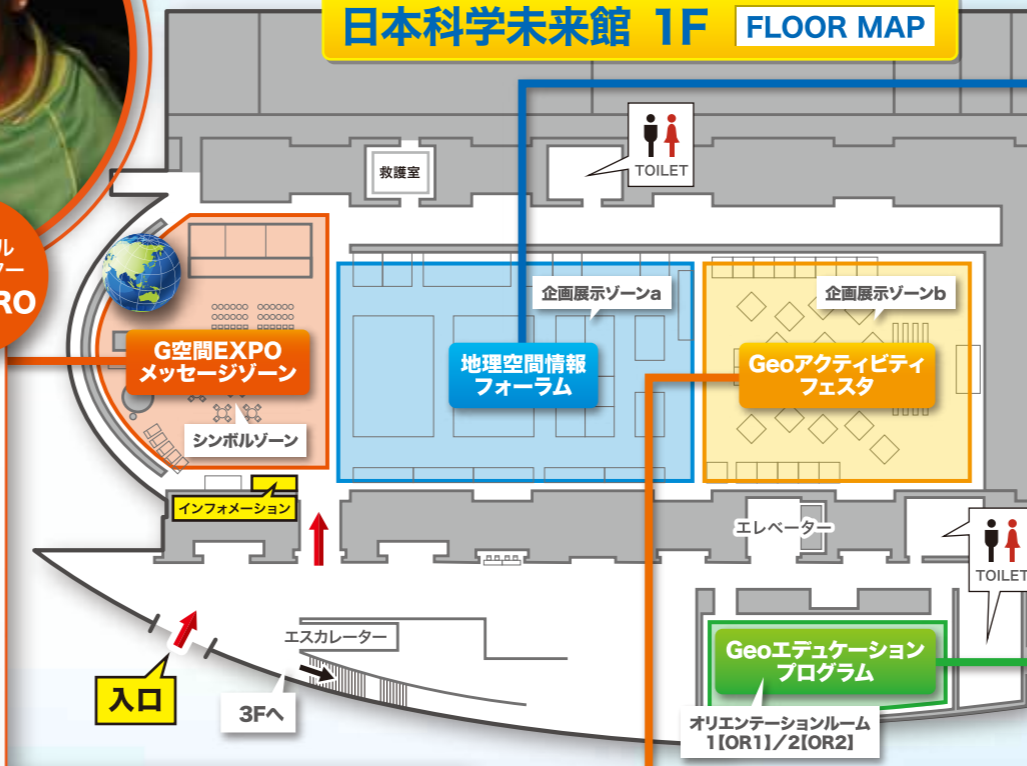 日本科学未来館 1F FLOOR MAP
TOILET
救護室
企画展示ゾーンa
企画展示ゾーンb
ル
ー
RO
G空間EXPO
メッセージゾーン
地理空間情報
フォーラム
Geoアクティビティ
フェスタ
シンボルゾーン
インフォメーション
エレベーター
TOILET
エスカレーター
Geoエデュケーション
プログラム
入口
3Fへ
オリエンテーションルーム
1[OR1]/2[OR2]